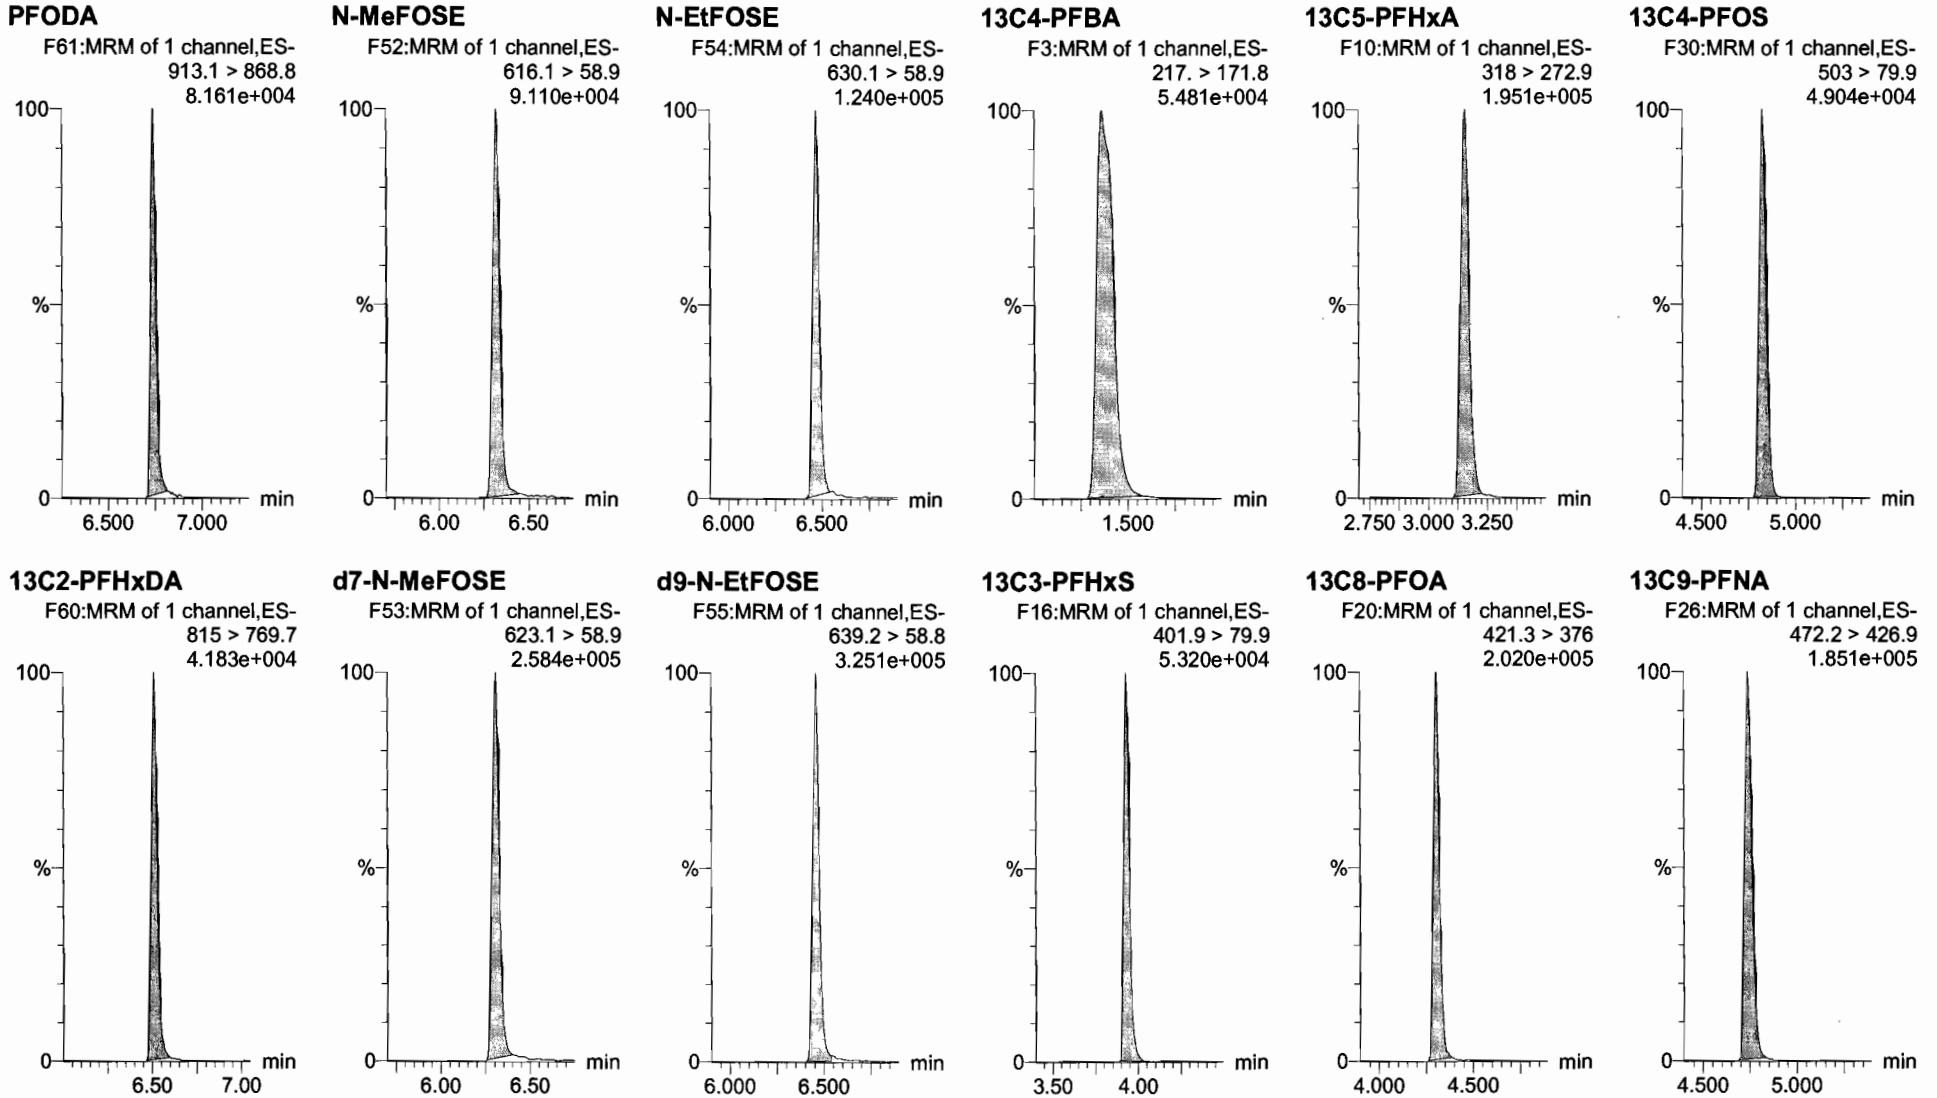 PFODA
F61:MRM of 1 channel,ES-
913.1 > 868.8
8.161e+004
100
%
0
min
6.500 7.000
N-MeFOSE
F52:MRM of 1 channel,ES-
616.1 > 58.9
9.110e+004
100
%
0
min
6.00 6.50
N-EtFOSE
F54:MRM of 1 channel,ES-
630.1 > 58.9
1.240e+005
100
%
0
min
6.000 6.500
13C4-PFBA
F3:MRM of 1 channel,ES-
217. > 171.8
5.481e+004
100
%
0
min
1.500
13C5-PFHxA
F10:MRM of 1 channel,ES-
318 > 272.9
1.951e+005
100
%
0
min
2.750 3.000 3.250
13C4-PFOS
F30:MRM of 1 channel,ES-
503 > 79.9
4.904e+004
100
%
0
min
4.500 5.000
13C2-PFHxDA
F60:MRM of 1 channel,ES-
815 > 769.7
4.183e+004
100
%
0
min
6.50 7.00
d7-N-MeFOSE
F53:MRM of 1 channel,ES-
623.1 > 58.9
2.584e+005
100
%
0
min
6.00 6.50
d9-N-EtFOSE
F55:MRM of 1 channel,ES-
639.2 > 58.8
3.251e+005
100
%
0
min
6.000 6.500
13C3-PFHxS
F16:MRM of 1 channel,ES-
401.9 > 79.9
5.320e+004
100
%
0
min
3.50 4.00
13C8-PFOA
F20:MRM of 1 channel,ES-
421.3 > 376
2.020e+005
100
%
0
min
4.000 4.500
13C9-PFNA
F26:MRM of 1 channel,ES-
472.2 > 426.9
1.851e+005
100
%
0
min
4.500 5.000